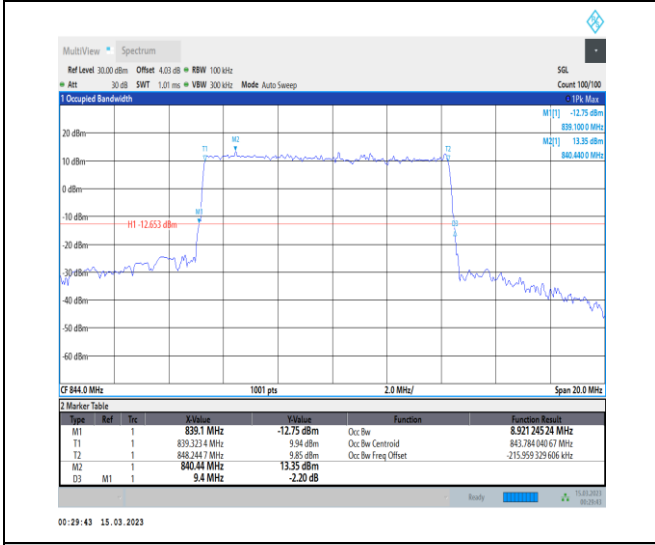 MultiView Spectrum
Ref Level 30.00 dBm Offset 4.03 dB RBW 100 kHz SGL
Att 30 dB SWT 1.01 ms VBW 300 kHz Mode Auto Sweep Count 100/100
1 Occupied Bandwidth 1Pk Max
M1[1] -12.75 dBm
839.1000 MHz
M2[1] 13.35 dBm
840.4400 MHz
20 dBm
M2
T1 T2
10 dBm
0 dBm
-10 dBm
M1
H1 -12.653 dBm
D3
-20 dBm
-30 dBm
-40 dBm
-50 dBm
-60 dBm
CF 844.0 MHz 1001 pts 2.0 MHz/ Span 20.0 MHz
2 Marker Table
Type Ref Trc X-Value Y-Value Function Function Result
M1 1 839.1 MHz -12.75 dBm Occ Bw 8.921 245 24 MHz
T1 1 839.323 4 MHz 9.94 dBm Occ Bw Centroid 843.784 040 67 MHz
T2 1 848.244 7 MHz 9.85 dBm Occ Bw Freq Offset -215.959 329 606 kHz
M2 1 840.44 MHz 13.35 dBm
D3 M1 1 9.4 MHz -2.20 dB
Ready 15.03.2023
00:29:43
00:29:43 15.03.2023